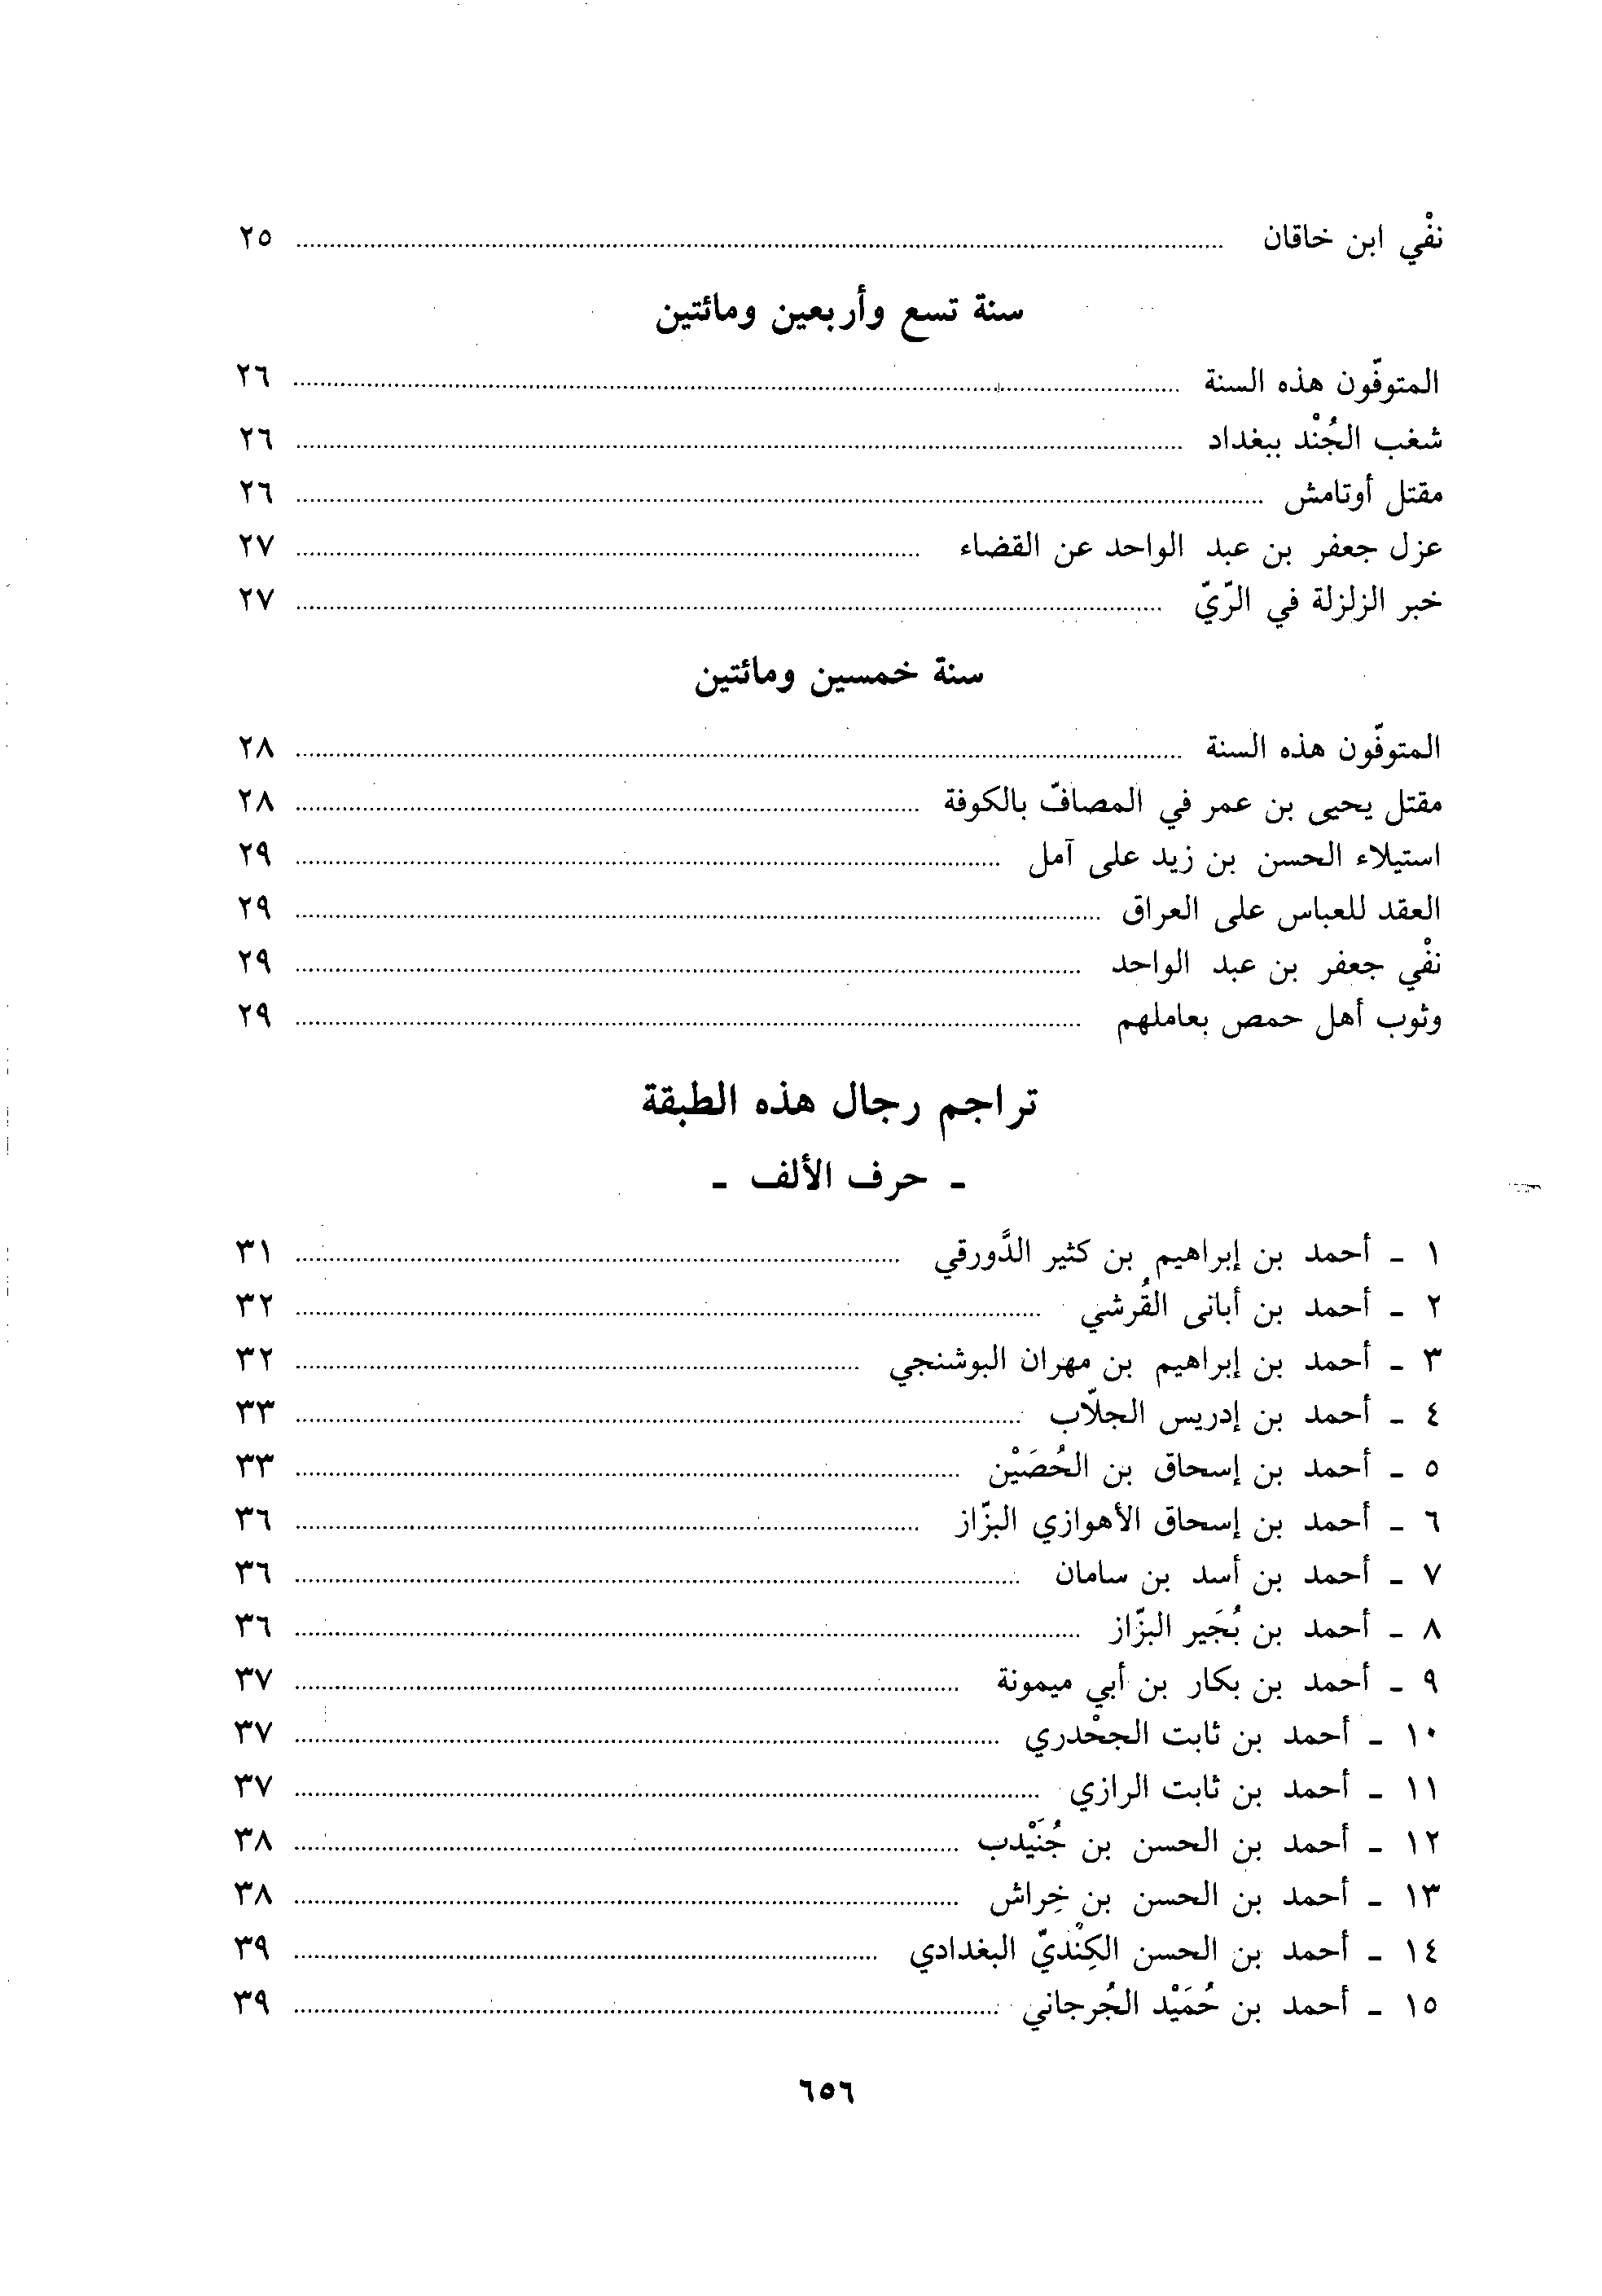 نفْي ابن خاقان ........ ٢٥
سنة تسع وأربعين ومائتين
المتوفّون هذه السنة ........ ٢٦
شغب الجُنْد ببغداد ........ ٢٦
مقتل أوتامش ........ ٢٦
عزل جعفر بن عبد الواحد عن القضاء ........ ٢٧
خبر الزلزلة في الرّيّ ........ ٢٧
سنة خمسين ومائتين
المتوفّون هذه السنة ........ ٢٨
مقتل يحيى بن عمر في المصافّ بالكوفة ........ ٢٨
استيلاء الحسن بن زيد على آمل ........ ٢٩
العقد للعباس على العراق ........ ٢٩
نفْي جعفر بن عبد الواحد ........ ٢٩
وثوب أهل حمص بعاملهم ........ ٢٩
تراجم رجال هذه الطبقة
ـ حرف الألف ـ
١ ـ أحمد بن إبراهيم بن كثير الدَّورقي ........ ٣١
٢ ـ أحمد بن أبانى القُرشي ........ ٣٢
٣ ـ أحمد بن إبراهيم بن مهران البوشنجي ........ ٣٢
٤ ـ أحمد بن إدريس الجلّاب ........ ٣٣
٥ ـ أحمد بن إسحاق بن الحُصَيْن ........ ٣٣
٦ ـ أحمد بن إسحاق الأهوازي البزّاز ........ ٣٦
٧ ـ أحمد بن أسد بن سامان ........ ٣٦
٨ ـ أحمد بن بُجَير البزّاز ........ ٣٦
٩ ـ أحمد بن بكار بن أبي ميمونة ........ ٣٧
١٠ ـ أحمد بن ثابت الجحْدري ........ ٣٧
١١ ـ أحمد بن ثابت الرازي ........ ٣٧
١٢ ـ أحمد بن الحسن بن جُنَيْدب ........ ٣٨
١٣ ـ أحمد بن الحسن بن خِراش ........ ٣٨
١٤ ـ أحمد بن الحسن الكِنْديّ البغدادي ........ ٣٩
١٥ ـ أحمد بن حُمَيْد الجُرجاني ........ ٣٩
٦٥٦